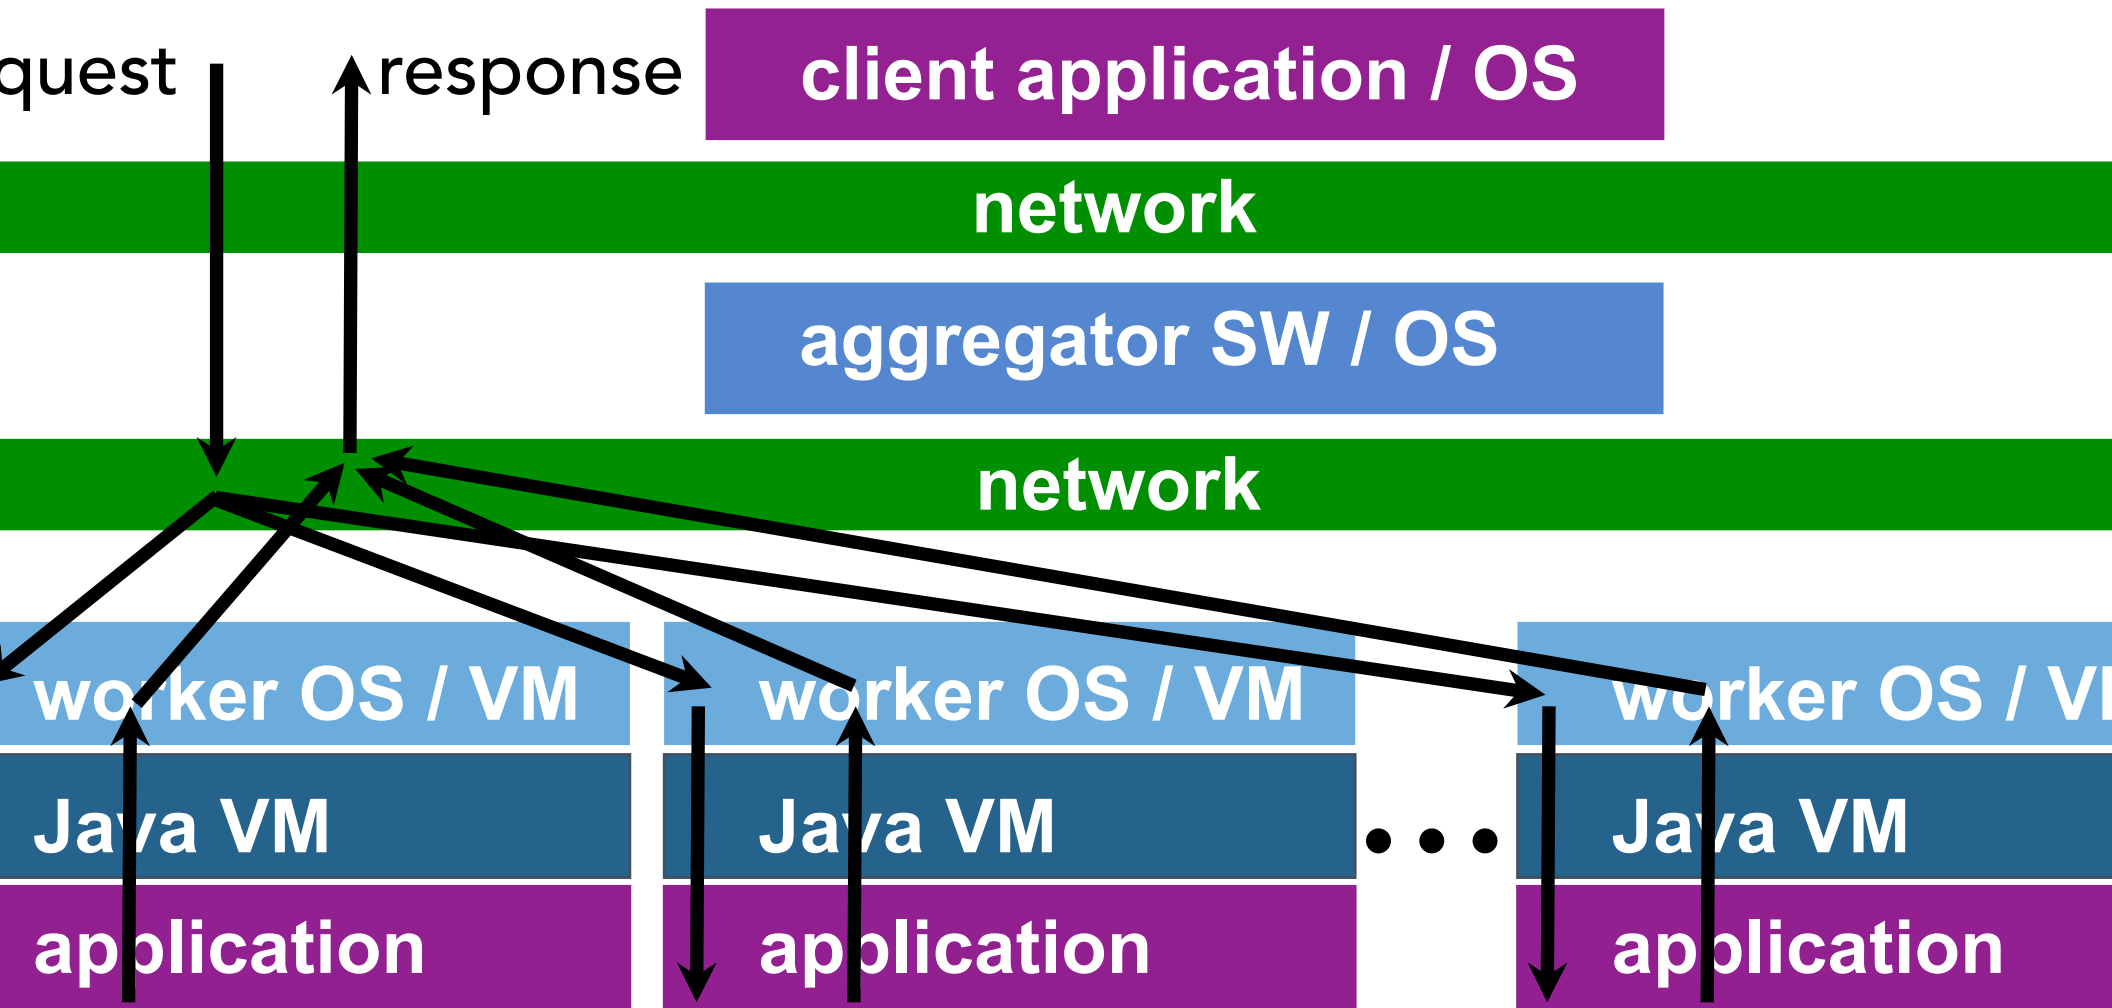 quest
response
client application / OS
network
aggregator SW / OS
network
worker OS / VM
worker OS / VM
worker OS / V
Java VM
Java VM
Java VM
application
application
application